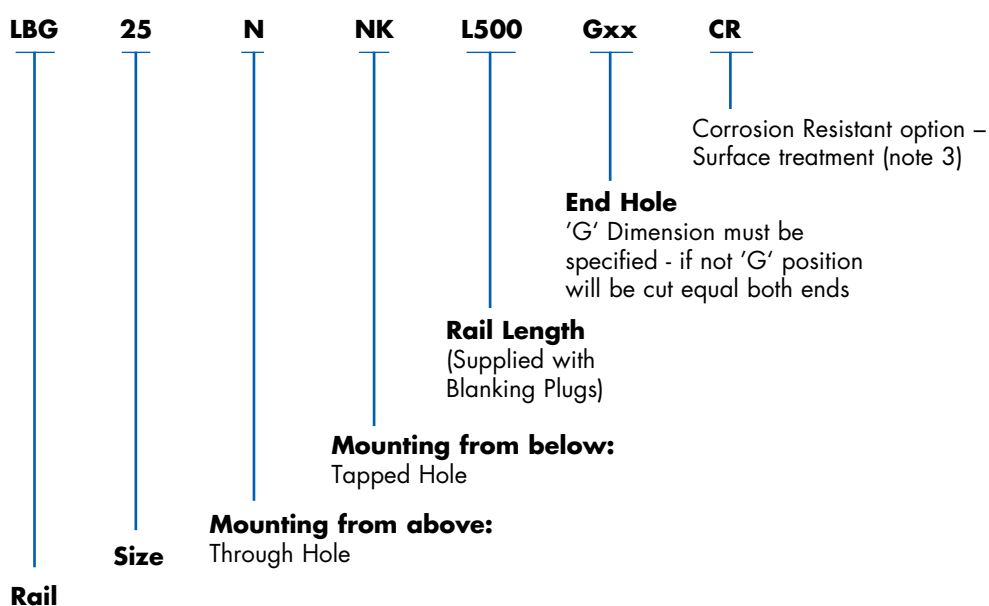 LBG 25 N NK L500 Gxx CR
Corrosion Resistant option –
Surface treatment (note 3)
End Hole
’G‘ Dimension must be
specified - if not ’G‘ position
will be cut equal both ends
Rail Length
(Supplied with
Blanking Plugs)
Mounting from below:
Tapped Hole
Mounting from above:
Through Hole
Size
Rail